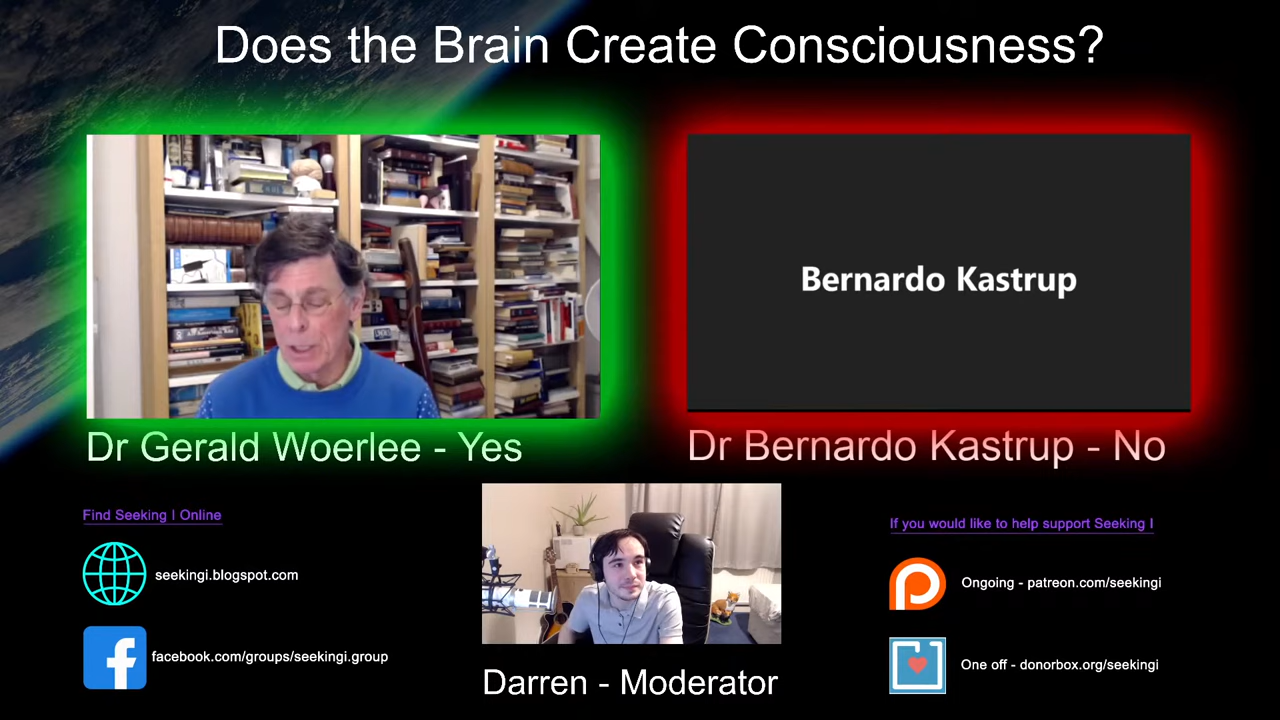 Does the Brain Create Consciousness?
Bernardo Kastrup
Dr Gerald Woerlee - Yes
Dr Bernardo Kastrup - No
Find Seeking I Online
If you would like to help support Seeking I
seekingi.blogspot.com
Ongoing - patreon.com/seekingi
facebook.com/groups/seekingi.group
One off - donorbox.org/seekingi
Darren - Moderator